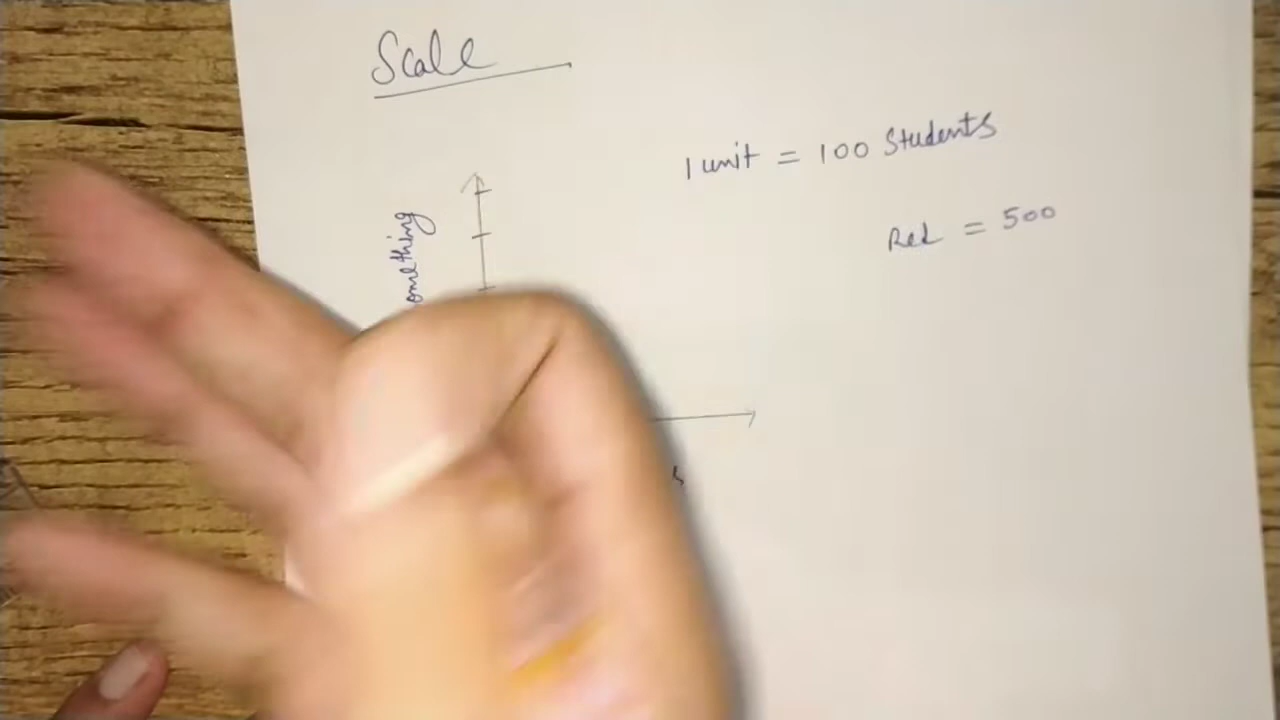 Scale
1 unit = 100 Students
Red = 500